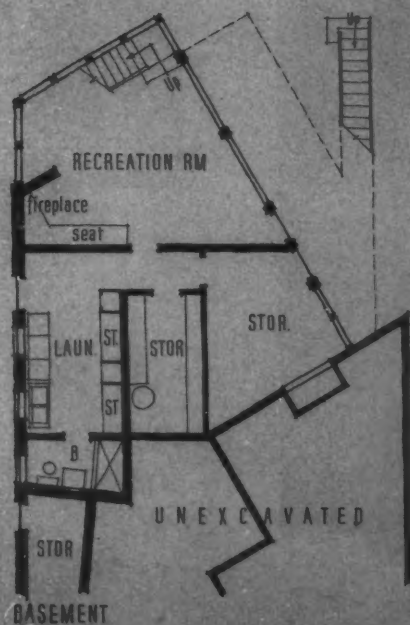 Up
Up
RECREATION RM
fireplace
seat
LAUN.
ST.
STOR
STOR.
ST
B
UNEXCAVATED
STOR
BASEMENT